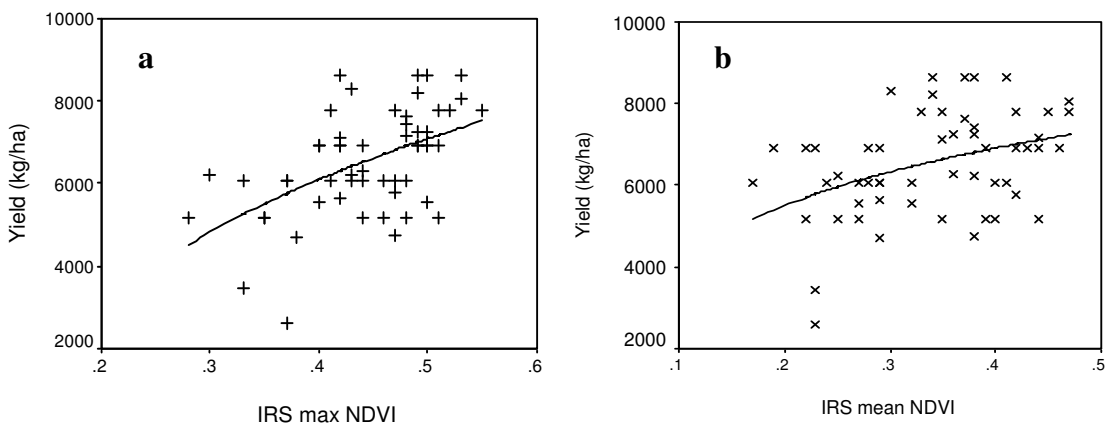 a
Yield (kg/ha)
10000
8000
6000
4000
2000
.2 .3 .4 .5 .6
IRS max NDVI
b
Yield (kg/ha)
10000
8000
6000
4000
2000
.1 .2 .3 .4 .5
IRS mean NDVI